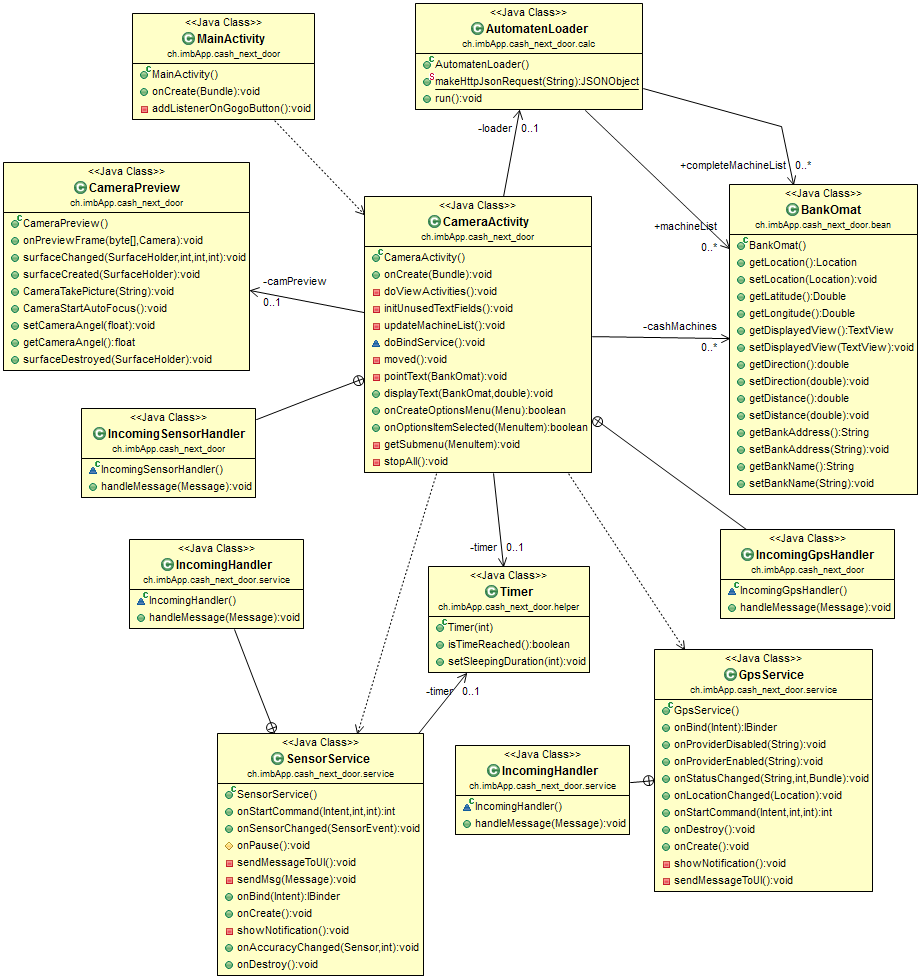 <<Java Class>>
MainActivity
ch.imbApp.cash_next_door
MainActivity()
onCreate(Bundle):void
addListenerOnGogoButton():void
<<Java Class>>
AutomatenLoader
ch.imbApp.cash_next_door.calc
AutomatenLoader()
makeHttpJsonRequest(String):JSONObject
run():void
-loader 0..1
+completeMachineList 0..*
+machineList
0..*
<<Java Class>>
CameraPreview
ch.imbApp.cash_next_door
CameraPreview()
onPreviewFrame(byte[],Camera):void
surfaceChanged(SurfaceHolder,int,int,int):void
surfaceCreated(SurfaceHolder):void
CameraTakePicture(String):void
CameraStartAutoFocus():void
setCameraAngel(float):void
getCameraAngel():float
surfaceDestroyed(SurfaceHolder):void
-camPreview
0..1
<<Java Class>>
CameraActivity
ch.imbApp.cash_next_door
CameraActivity()
onCreate(Bundle):void
doViewActivities():void
initUnusedTextFields():void
updateMachineList():void
doBindService():void
moved():void
pointText(BankOmat):void
displayText(BankOmat,double):void
onCreateOptionsMenu(Menu):boolean
onOptionsItemSelected(MenuItem):boolean
getSubmenu(MenuItem):void
stopAll():void
-cashMachines
0..*
<<Java Class>>
BankOmat
ch.imbApp.cash_next_door.bean
BankOmat()
getLocation():Location
setLocation(Location):void
getLatitude():Double
getLongitude():Double
getDisplayedView():TextView
setDisplayedView(TextView):void
getDirection():double
setDirection(double):void
getDistance():double
setDistance(double):void
getBankAddress():String
setBankAddress(String):void
getBankName():String
setBankName(String):void
<<Java Class>>
IncomingSensorHandler
ch.imbApp.cash_next_door
IncomingSensorHandler()
handleMessage(Message):void
<<Java Class>>
IncomingGpsHandler
ch.imbApp.cash_next_door
IncomingGpsHandler()
handleMessage(Message):void
<<Java Class>>
IncomingHandler
ch.imbApp.cash_next_door.service
IncomingHandler()
handleMessage(Message):void
-timer 0..1
<<Java Class>>
Timer
ch.imbApp.cash_next_door.helper
Timer(int)
isTimeReached():boolean
setSleepingDuration(int):void
-timer 0..1
<<Java Class>>
GpsService
ch.imbApp.cash_next_door.service
GpsService()
onBind(Intent):IBinder
onProviderDisabled(String):void
onProviderEnabled(String):void
onStatusChanged(String,int,Bundle):void
onLocationChanged(Location):void
onStartCommand(Intent,int,int):int
onDestroy():void
onCreate():void
showNotification():void
sendMessageToUI():void
<<Java Class>>
SensorService
ch.imbApp.cash_next_door.service
SensorService()
onStartCommand(Intent,int,int):int
onSensorChanged(SensorEvent):void
onPause():void
sendMessageToUI():void
sendMsg(Message):void
onBind(Intent):IBinder
onCreate():void
showNotification():void
onAccuracyChanged(Sensor,int):void
onDestroy():void
<<Java Class>>
IncomingHandler
ch.imbApp.cash_next_door.service
IncomingHandler()
handleMessage(Message):void